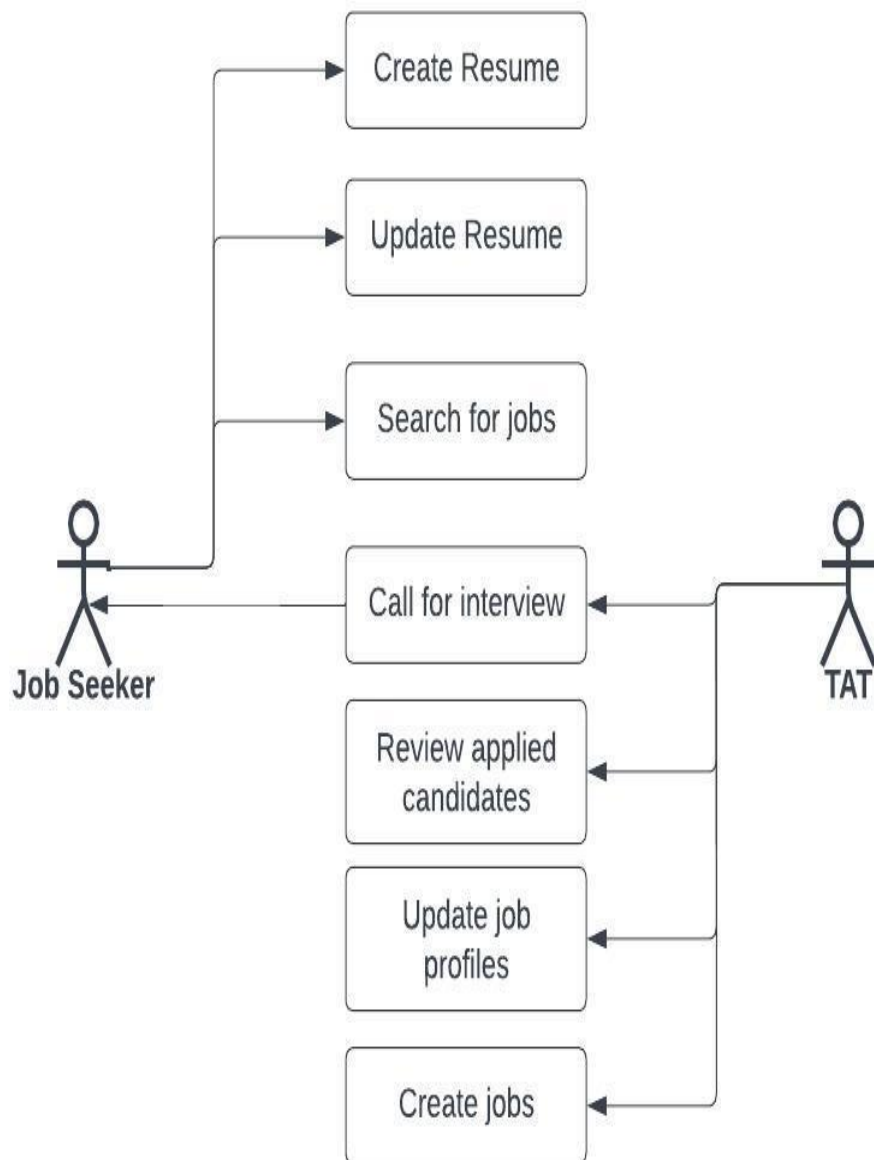 Create Resume
Update Resume
Search for jobs
Call for interview
Job Seeker
TAT
Review applied
candidates
Update job
profiles
Create jobs